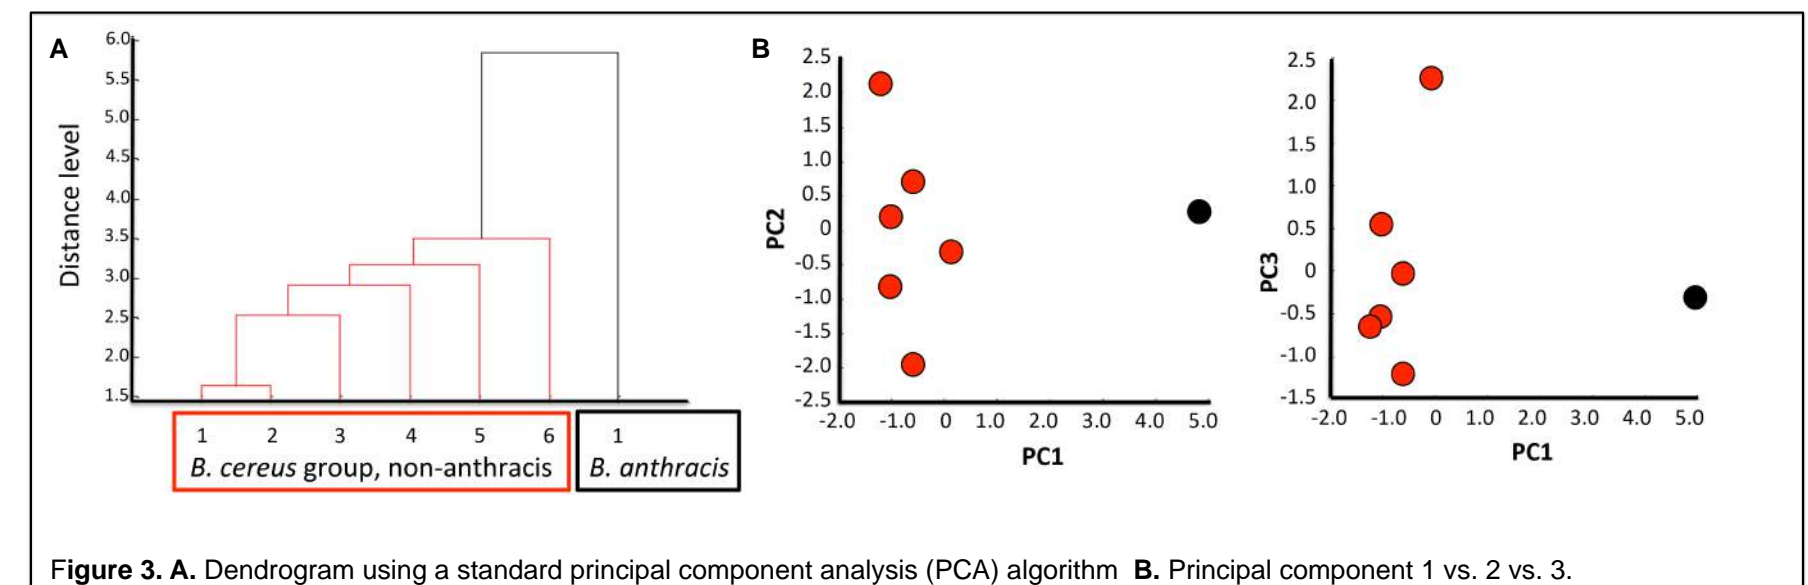 A
6.0
5.5
5.0
4.5
4.0
3.5
3.0
2.5
2.0
1.5
Distance level
1 2 3 4 5 6
B. cereus group, non-anthracis
1
B. anthracis
B
2.5
2.0
1.5
1.0
0.5
0
-0.5
-1.0
-1.5
-2.0
-2.5
PC2
-2.0 -1.0 0 1.0 2.0 3.0 4.0 5.0
PC1
2.5
2.0
1.5
1.0
0.5
0
-0.5
-1.0
-1.5
PC3
-2.0 -1.0 0 1.0 2.0 3.0 4.0 5.0
PC1
Figure 3. A. Dendrogram using a standard principal component analysis (PCA) algorithm B. Principal component 1 vs. 2 vs. 3.